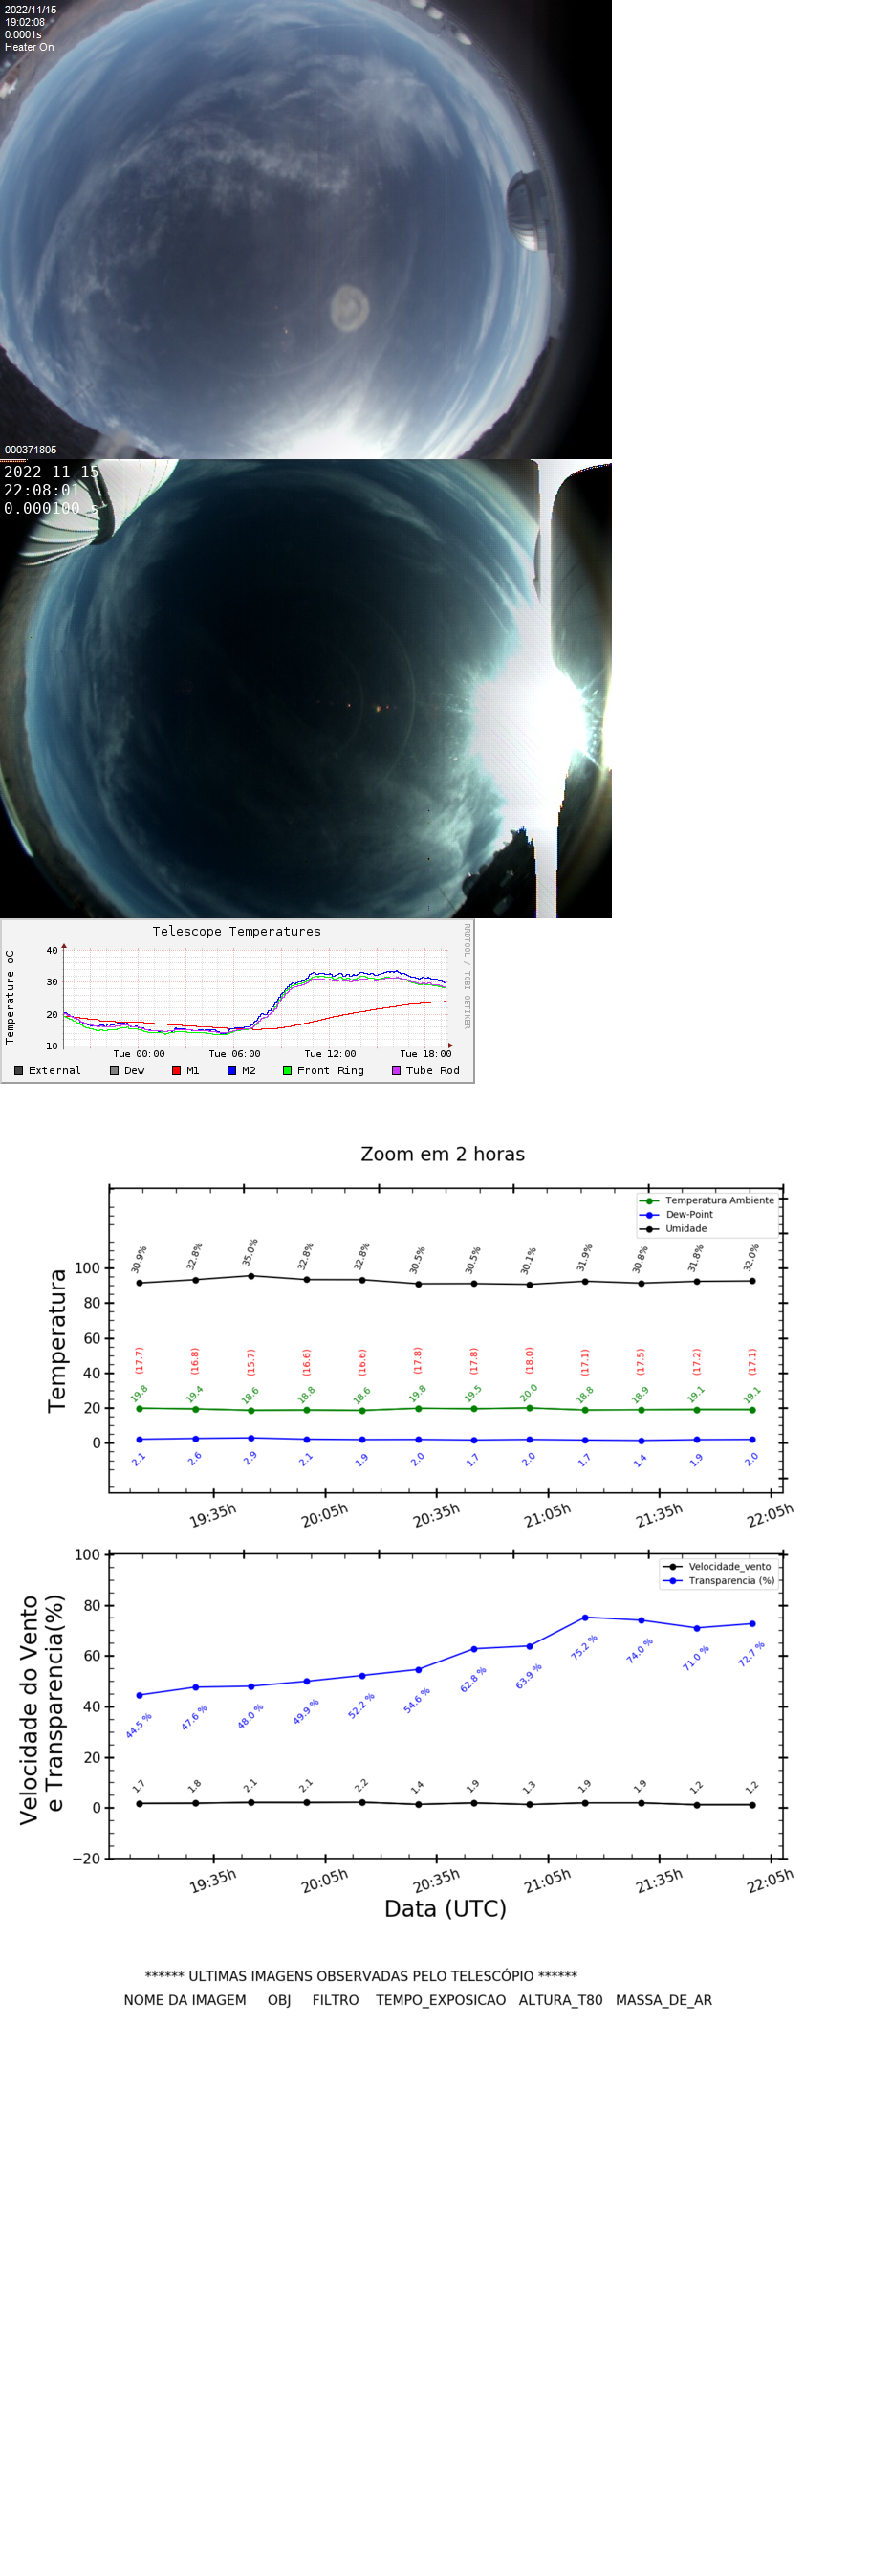 2022/11/15
19:02:08
0.0001s
Heater On
000371805
2022-11-15
22:08:01
0.000100 s
Telescope Temperatures
RRDTOOL / TOBI OETIKER
Temperature oC
40
30
20
10
Tue 00:00 Tue 06:00 Tue 12:00 Tue 18:00
External Dew M1 M2 Front Ring Tube Rod
Zoom em 2 horas
Temperatura Ambiente
Dew-Point
Umidade
Temperatura
100
80
60
40
20
0
30.9% 32.8% 35.0% 32.8% 32.8% 30.5% 30.5% 30.1% 31.9% 30.8% 31.8% 32.0%
(17.7) (16.8) (15.7) (16.6) (16.6) (17.8) (17.8) (18.0) (17.1) (17.5) (17.2) (17.1)
19.8 19.4 18.6 18.8 18.6 19.8 19.5 20.0 18.8 18.9 19.1 19.1
2.1 2.6 2.9 2.1 1.9 2.0 1.7 2.0 1.7 1.4 1.9 2.0
19:35h 20:05h 20:35h 21:05h 21:35h 22:05h
Velocidade_vento
Transparencia (%)
Velocidade do Vento
e Transparencia(%)
100
80
60
40
20
0
−20
44.5 % 47.6 % 48.0 % 49.9 % 52.2 % 54.6 % 62.8 % 63.9 % 75.2 % 74.0 % 71.0 % 72.7 %
1.7 1.8 2.1 2.1 2.2 1.4 1.9 1.3 1.9 1.9 1.2 1.2
19:35h 20:05h 20:35h 21:05h 21:35h 22:05h
Data (UTC)
****** ULTIMAS IMAGENS OBSERVADAS PELO TELESCÓPIO ******
NOME DA IMAGEM OBJ FILTRO TEMPO_EXPOSICAO ALTURA_T80 MASSA_DE_AR